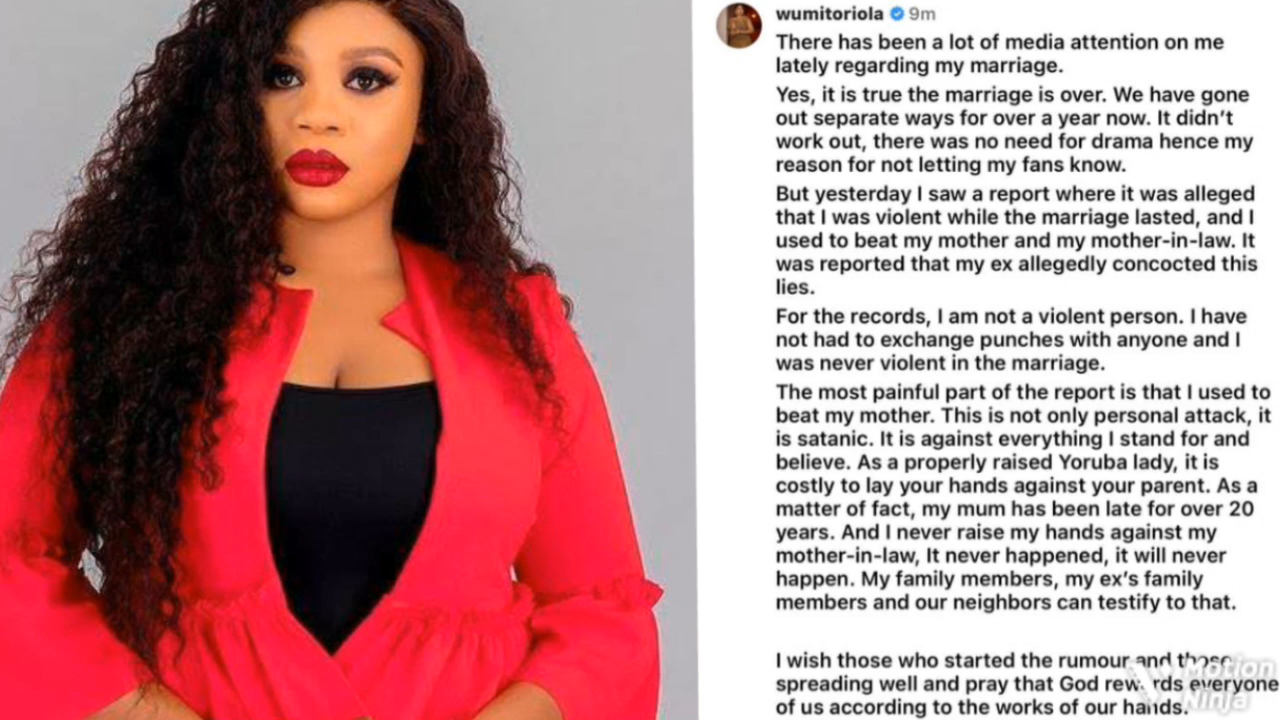 wumitoriola 9m
There has been a lot of media attention on me
lately regarding my marriage.
Yes, it is true the marriage is over. We have gone
out separate ways for over a year now. It didn’t
work out, there was no need for drama hence my
reason for not letting my fans know.
But yesterday I saw a report where it was alleged
that I was violent while the marriage lasted, and I
used to beat my mother and my mother-in-law. It
was reported that my ex allegedly concocted this
lies.
For the records, I am not a violent person. I have
not had to exchange punches with anyone and I
was never violent in the marriage.
The most painful part of the report is that I used to
beat my mother. This is not only personal attack, it
is satanic. It is against everything I stand for and
believe. As a properly raised Yoruba lady, it is
costly to lay your hands against your parent. As a
matter of fact, my mum has been late for over 20
years. And I never raise my hands against my
mother-in-law, It never happened, it will never
happen. My family members, my ex’s family
members and our neighbors can testify to that.
I wish those who started the rumour and those
spreading well and pray that God rewards everyone
of us according to the works of our hands.
Motion
Ninja